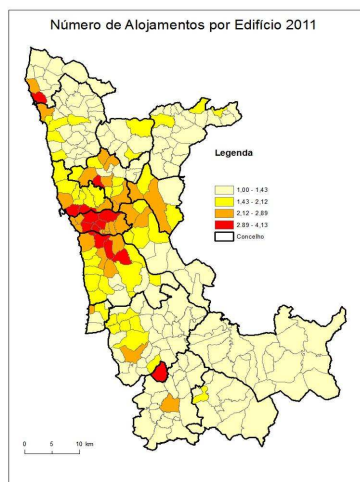 Número de Alojamentos por Edifício 2011
Legenda
1,00 - 1,43
1,43 - 2,12
2,12 - 2,89
2,89 - 4,13
Concelho
0 5 10 km